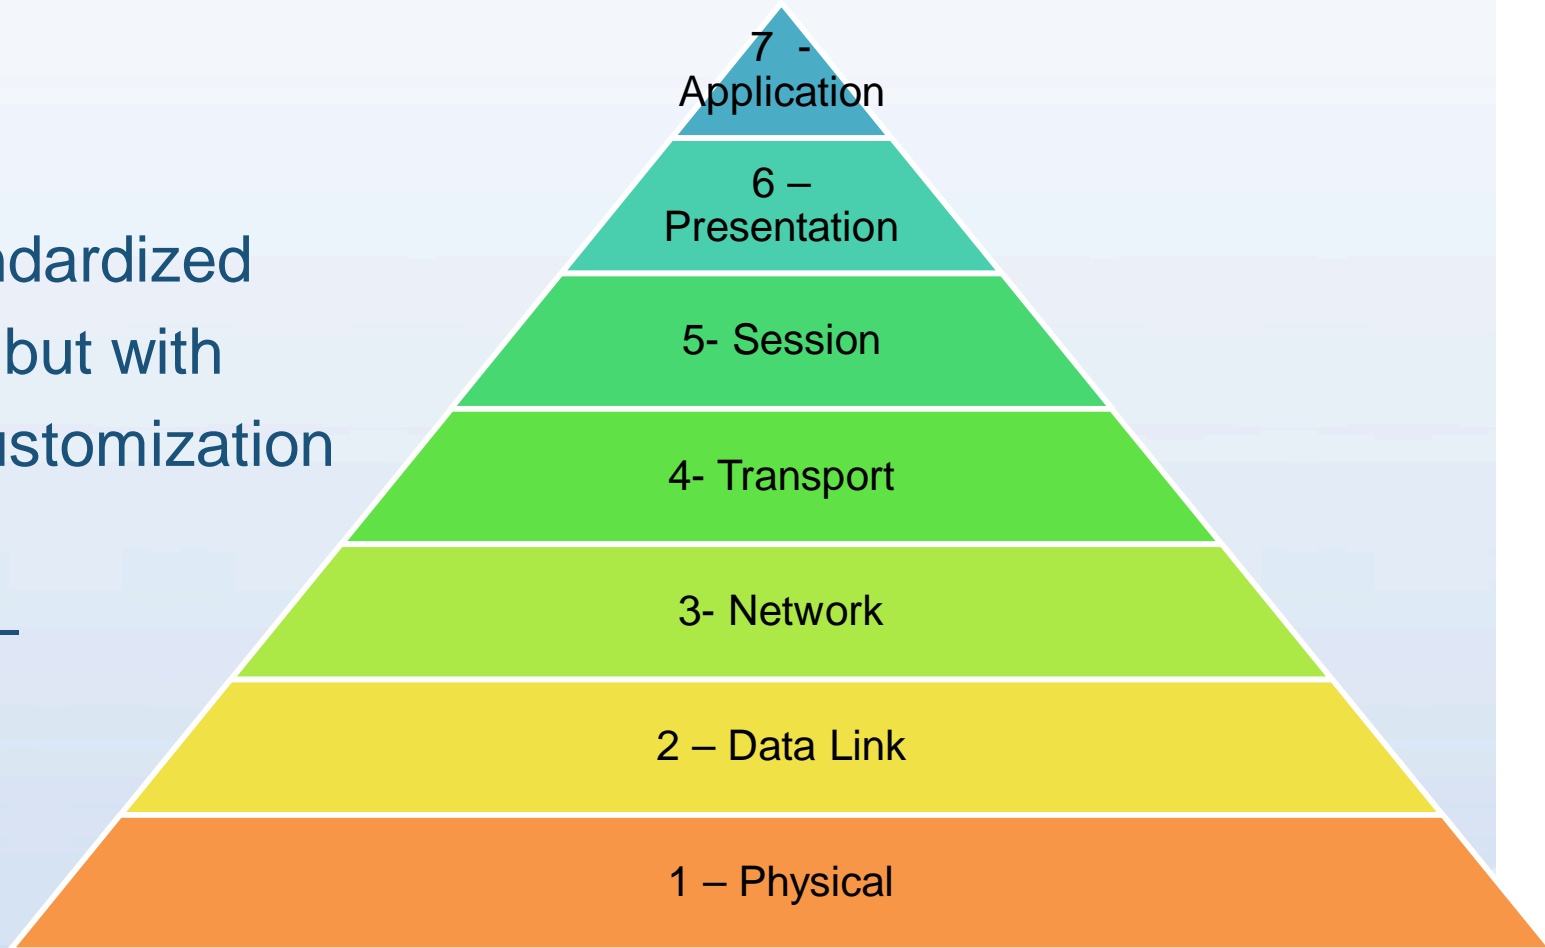 7 -
Application
6 –
Presentation
ndardized
5- Session
but with
ustomization
4- Transport
3- Network
2 – Data Link
1 – Physical